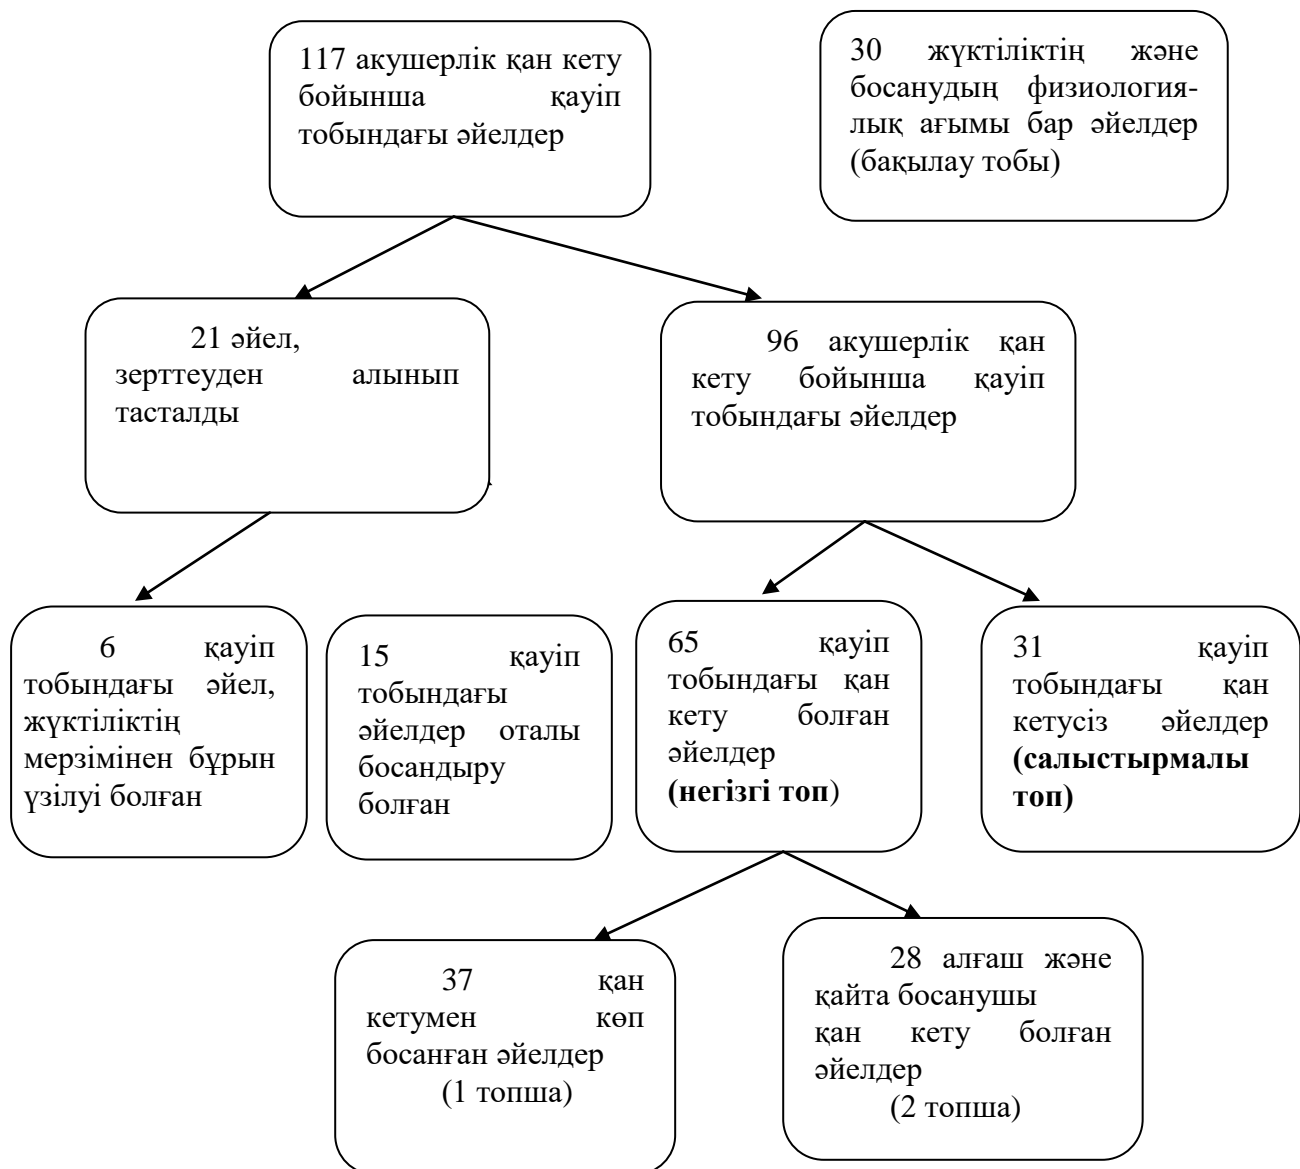 117 акушерлік қан кету
бойынша қауіп
тобындағы әйелдер
30 жүктіліктің және
босанудың физиология-
лық ағымы бар әйелдер
(бақылау тобы)
21 әйел,
зерттеуден алынып
тасталды
96 акушерлік қан
кету бойынша қауіп
тобындағы әйелдер
6 қауіп
тобындағы әйел,
жүктіліктің
мерзімінен бұрын
үзілуі болған
15 қауіп
тобындағы
әйелдер оталы
босандыру
болған
65 қауіп
тобындағы қан
кету болған
әйелдер
(негізгі топ)
31 қауіп
тобындағы қан
кетусіз әйелдер
(салыстырмалы
топ)
37 қан
кетумен көп
босанған әйелдер
(1 топша)
28 алғаш және
қайта босанушы
қан кету болған
әйелдер
(2 топша)